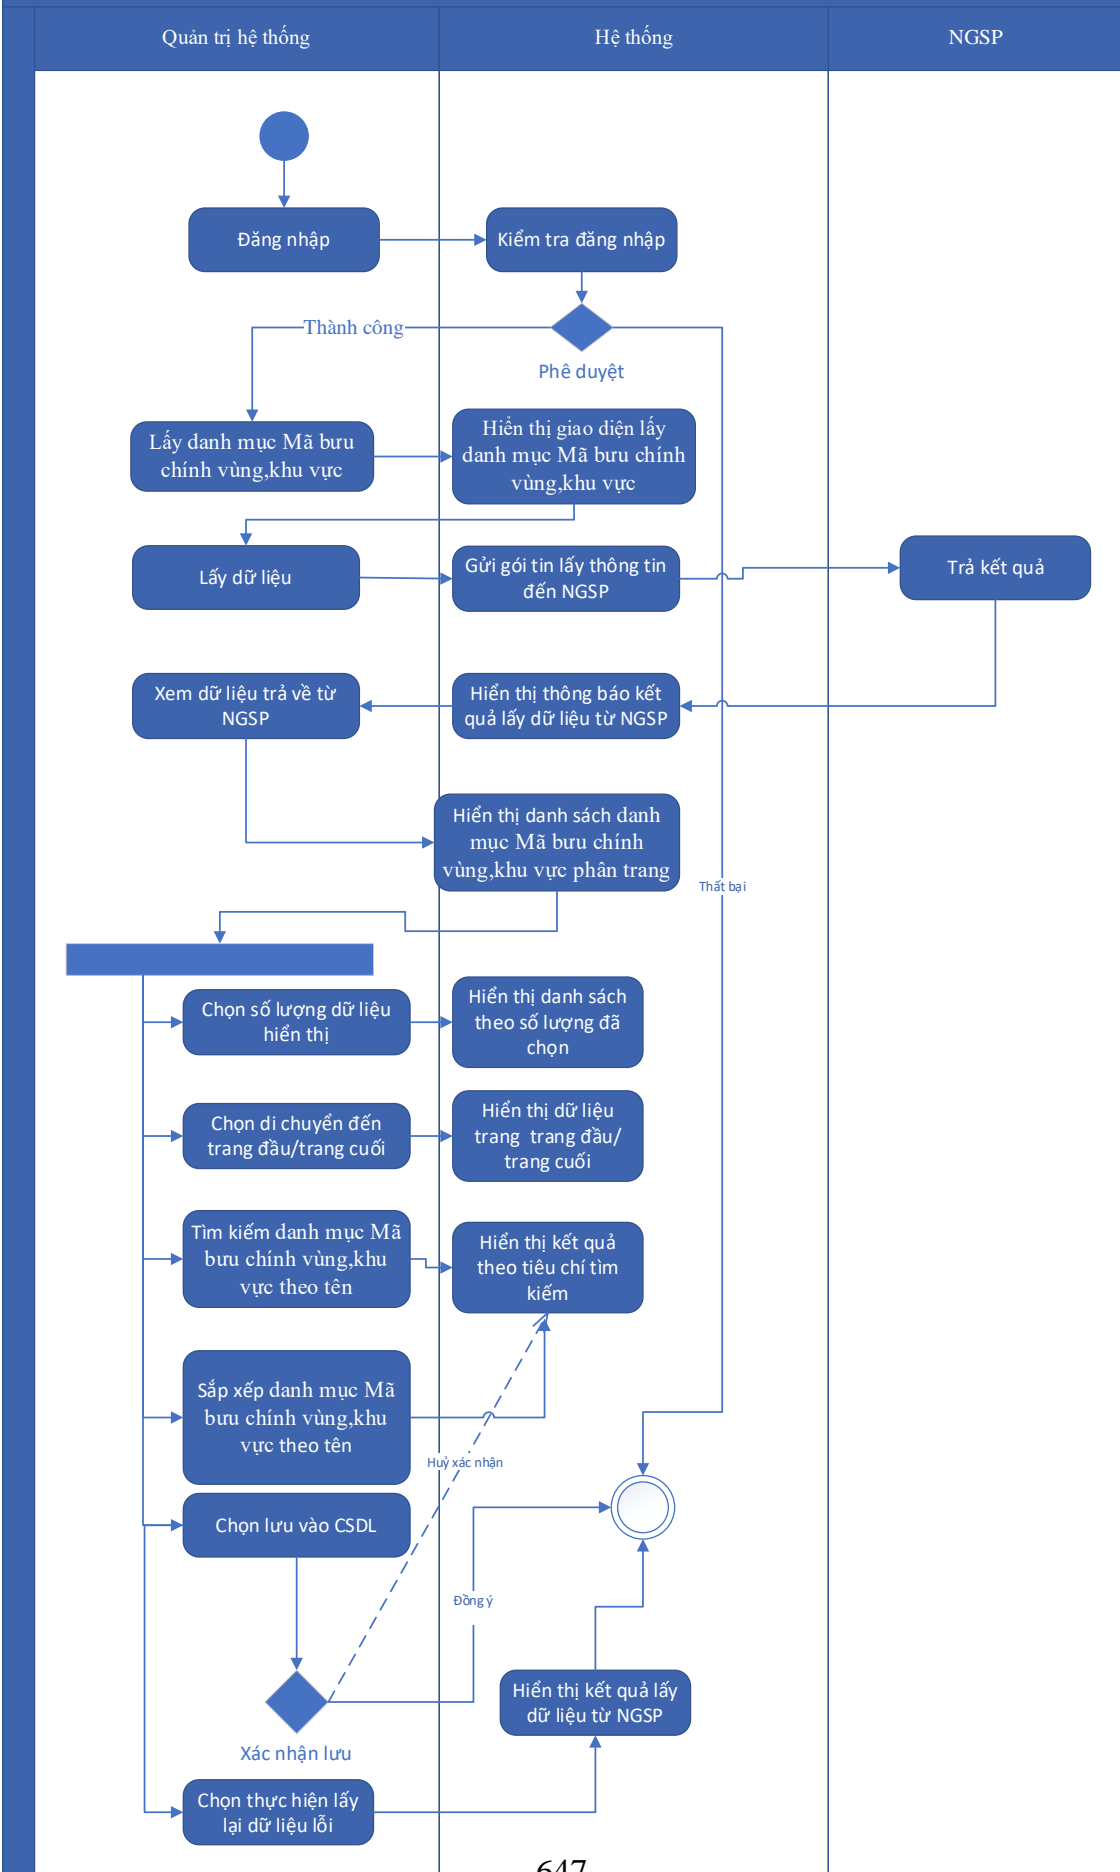 Quản trị hệ thống
Hệ thống
NGSP
Đăng nhập
Kiểm tra đăng nhập
Thành công
Phê duyệt
Lấy danh mục Mã bưu
chính vùng,khu vực
Hiển thị giao diện lấy
danh mục Mã bưu chính
vùng,khu vực
Lấy dữ liệu
Gửi gói tin lấy thông tin
đến NGSP
Trả kết quả
Xem dữ liệu trả về từ
NGSP
Hiển thị thông báo kết
quả lấy dữ liệu từ NGSP
Hiển thị danh sách danh
mục Mã bưu chính
vùng,khu vực phân trang
Thất bại
Chọn số lượng dữ liệu
hiển thị
Hiển thị danh sách
theo số lượng đã
chọn
Chọn di chuyển đến
trang đầu/trang cuối
Hiển thị dữ liệu
trang trang đầu/
trang cuối
Tìm kiếm danh mục Mã
bưu chính vùng,khu
vực theo tên
Hiển thị kết quả
theo tiêu chí tìm
kiếm
Sắp xếp danh mục Mã
bưu chính vùng,khu
vực theo tên
Huỷ xác nhận
Chọn lưu vào CSDL
Đồng ý
Xác nhận lưu
Hiển thị kết quả lấy
dữ liệu từ NGSP
Chọn thực hiện lấy
lại dữ liệu lỗi
647